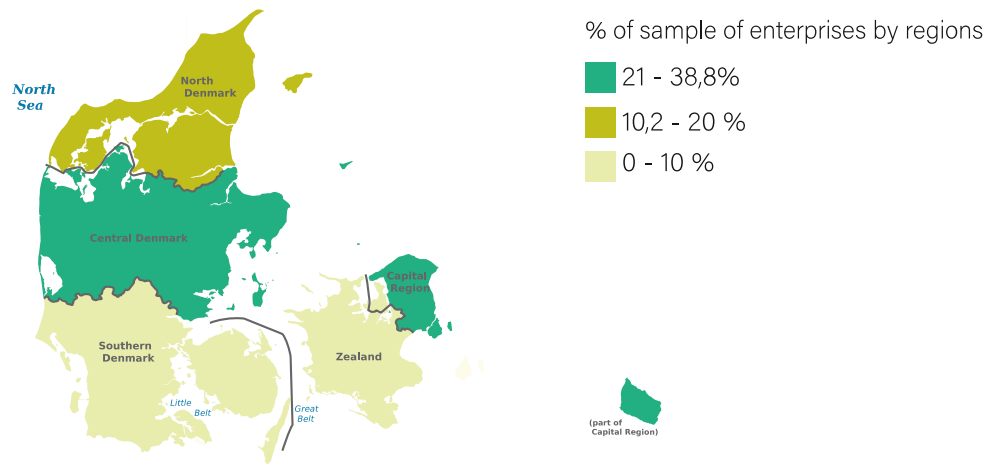 % of sample of enterprises by regions
21 - 38,8%
10,2 - 20 %
0 - 10 %
North
Sea
North
Denmark
Central Denmark
Capital
Region
Southern
Denmark
Zealand
Little
Belt
Great
Belt
(part of
Capital Region)